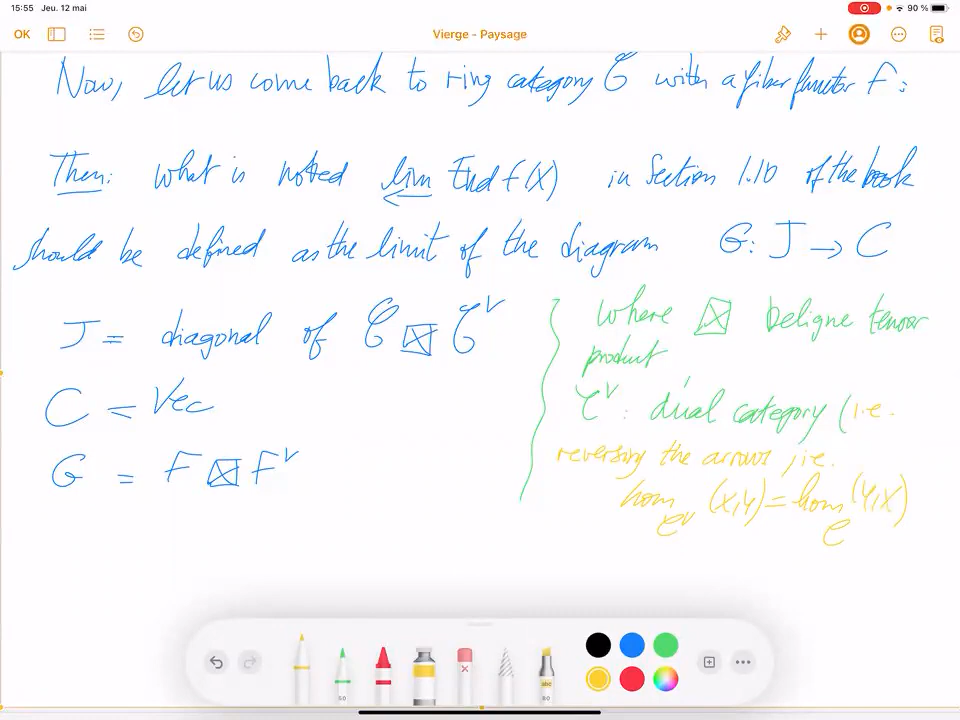 15:55 Jeu. 12 mai 90 %
OK Vierge - Paysage
Now, let us come back to ring category C with a fiber functor F :
Then: what is noted lim End F(X) in Section 1.10 of the book
should be defined as the limit of the diagram G: J → C
J = diagonal of C ⊠ C^∨
C = Vec
G = F ⊠ F^∨
where ⊠ Deligne tensor
product
C^∨ : dual category (i.e.
reversing the arrows, i.e.
hom_{C^∨} (X,Y) = hom_C (Y,X)